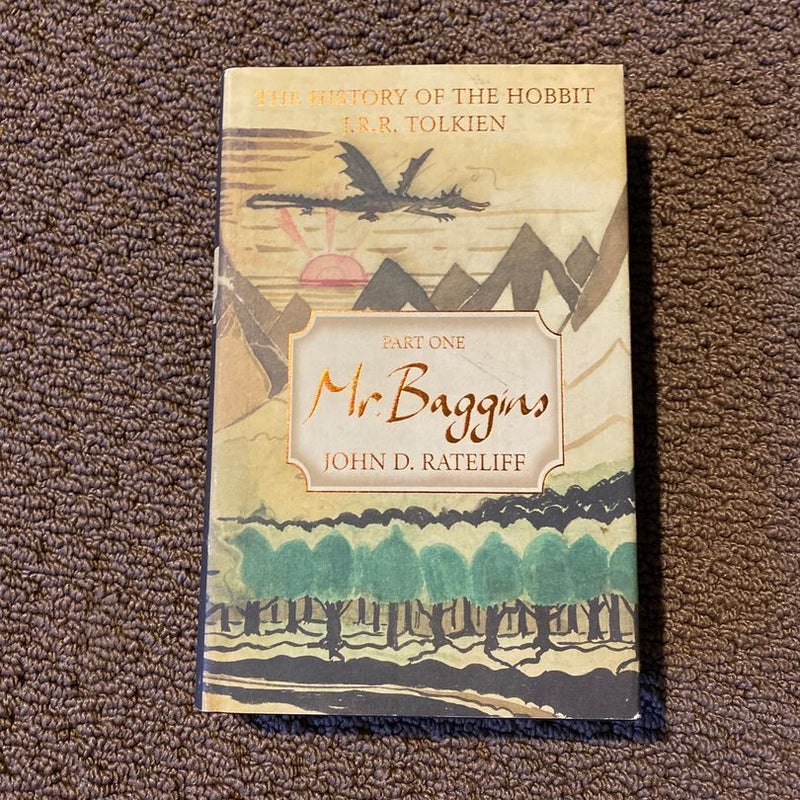 THE HISTORY OF THE HOBBIT
J.R.R. TOLKIEN
PART ONE
Mr. Baggins
JOHN D. RATELIFF